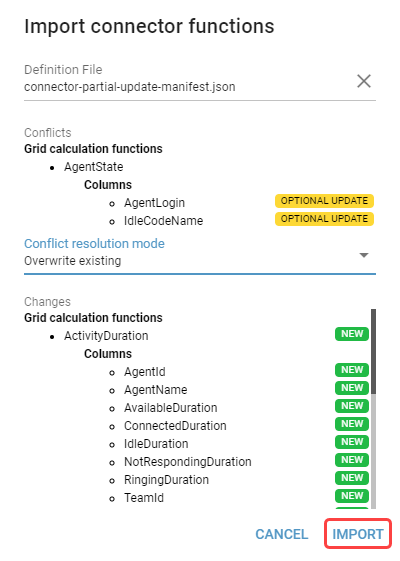 Import connector functions
Definition File
connector-partial-update-manifest.json
Conflicts
Grid calculation functions
AgentState
Columns
AgentLogin OPTIONAL UPDATE
IdleCodeName OPTIONAL UPDATE
Conflict resolution mode
Overwrite existing
Changes
Grid calculation functions
ActivityDuration NEW
Columns
AgentId NEW
AgentName NEW
AvailableDuration NEW
ConnectedDuration NEW
IdleDuration NEW
NotRespondingDuration NEW
RingingDuration NEW
TeamId NEW
CANCEL IMPORT